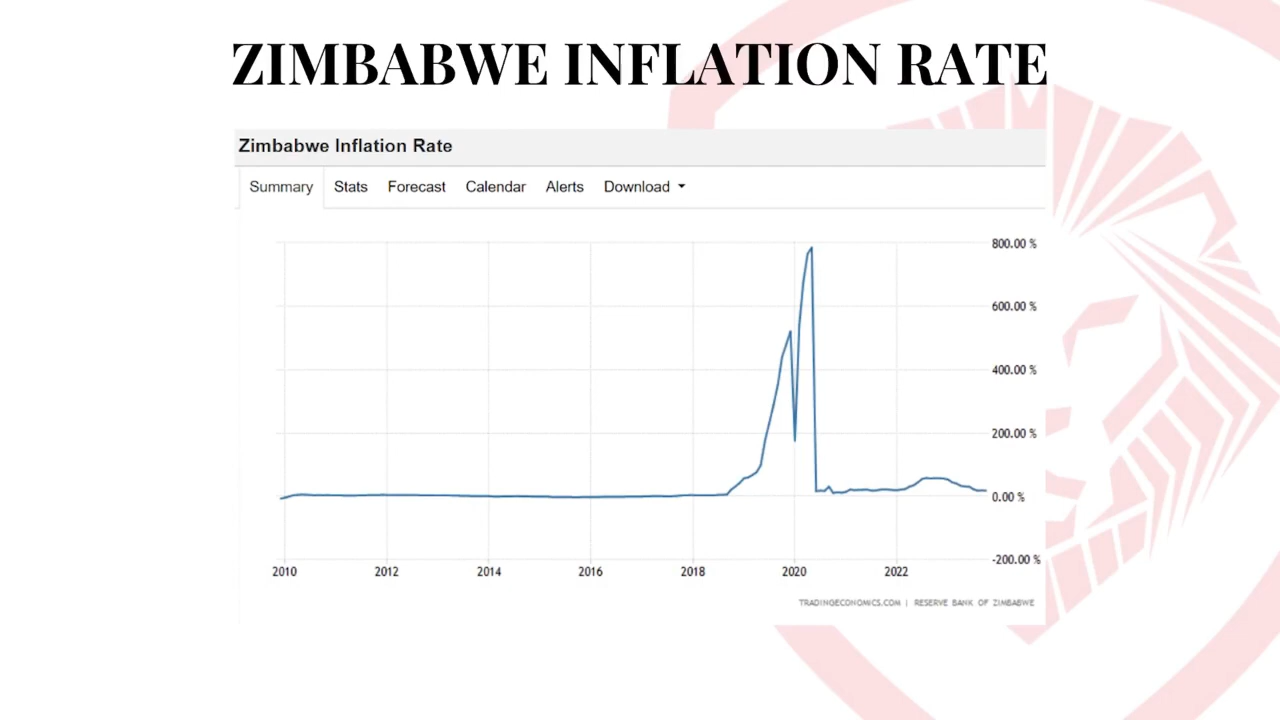 ZIMBABWE INFLATION RATE
Zimbabwe Inflation Rate
Summary Stats Forecast Calendar Alerts Download
800.00 %
600.00 %
400.00 %
200.00 %
0.00 %
-200.00 %
2010 2012 2014 2016 2018 2020 2022
TRADINGECONOMICS.COM | RESERVE BANK OF ZIMBABWE